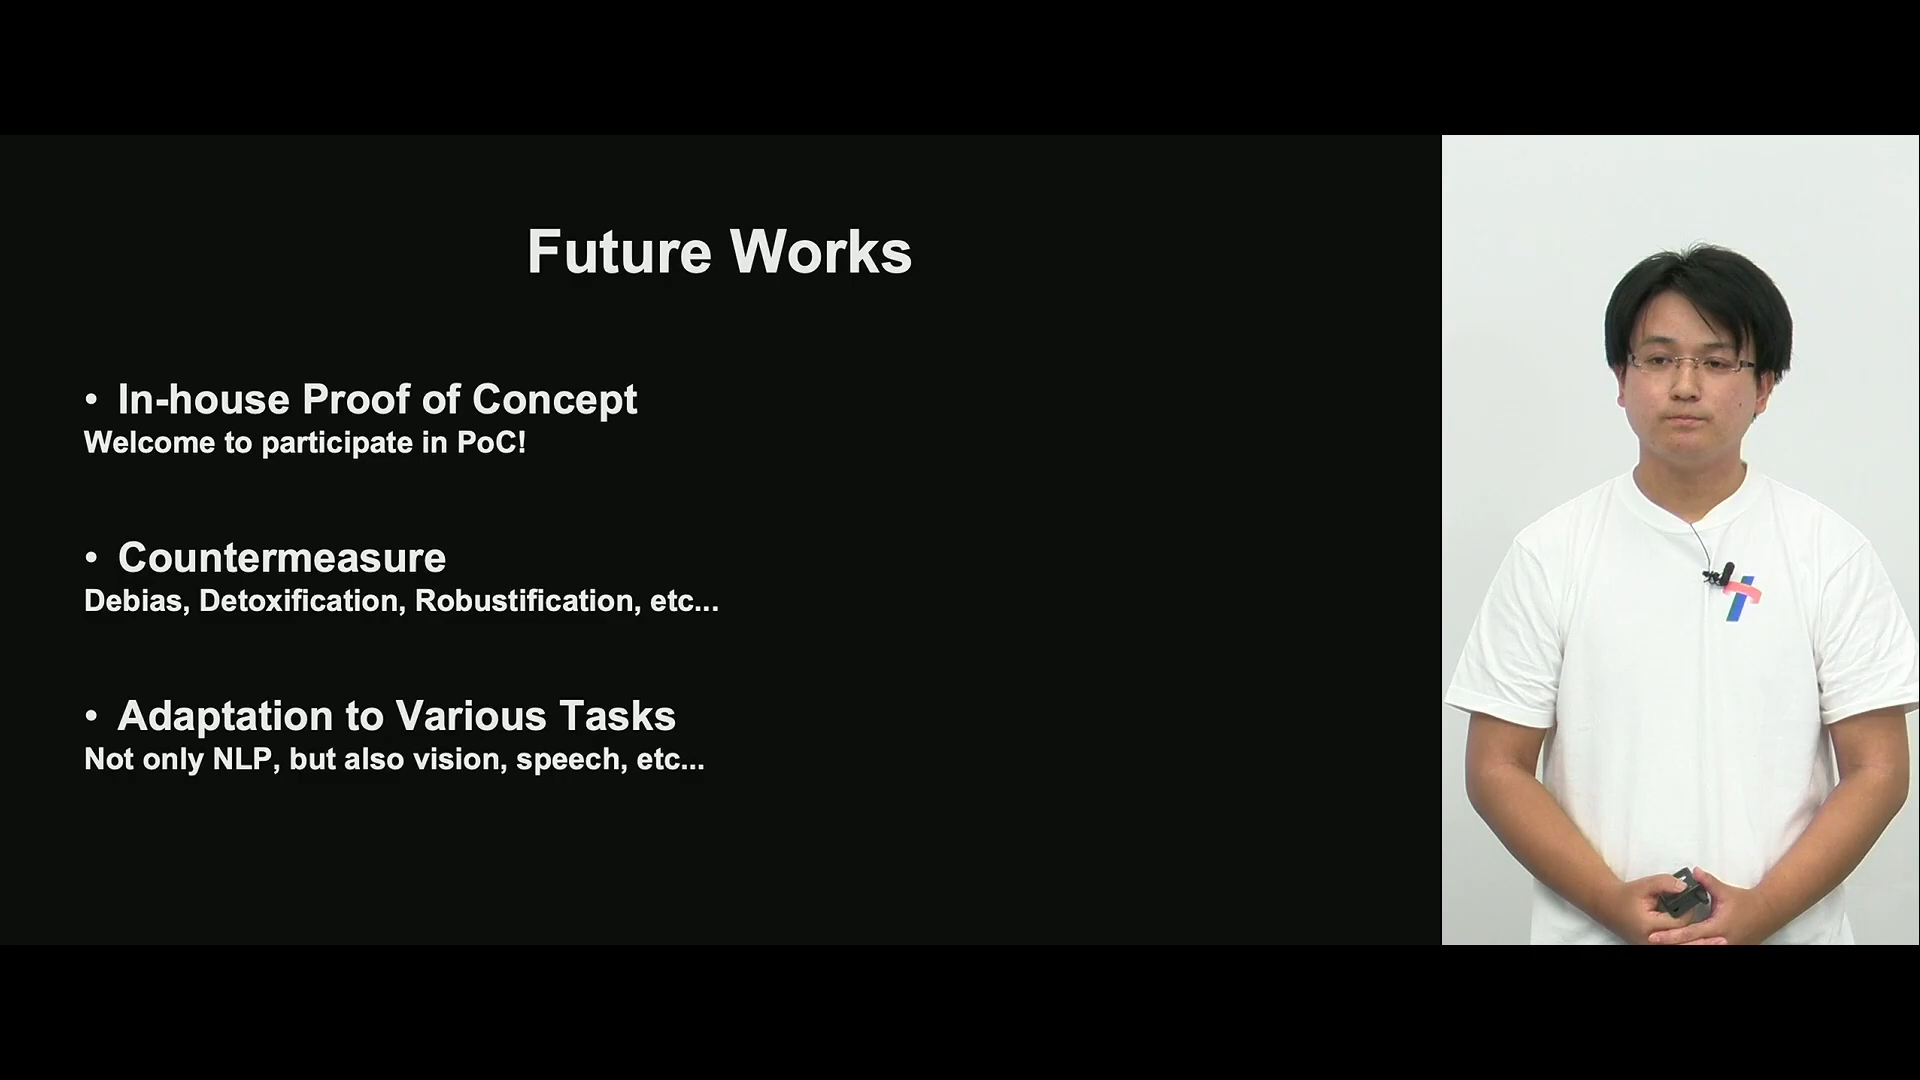 Future Works
• In-house Proof of Concept
Welcome to participate in PoC!
• Countermeasure
Debias, Detoxification, Robustification, etc...
• Adaptation to Various Tasks
Not only NLP, but also vision, speech, etc...